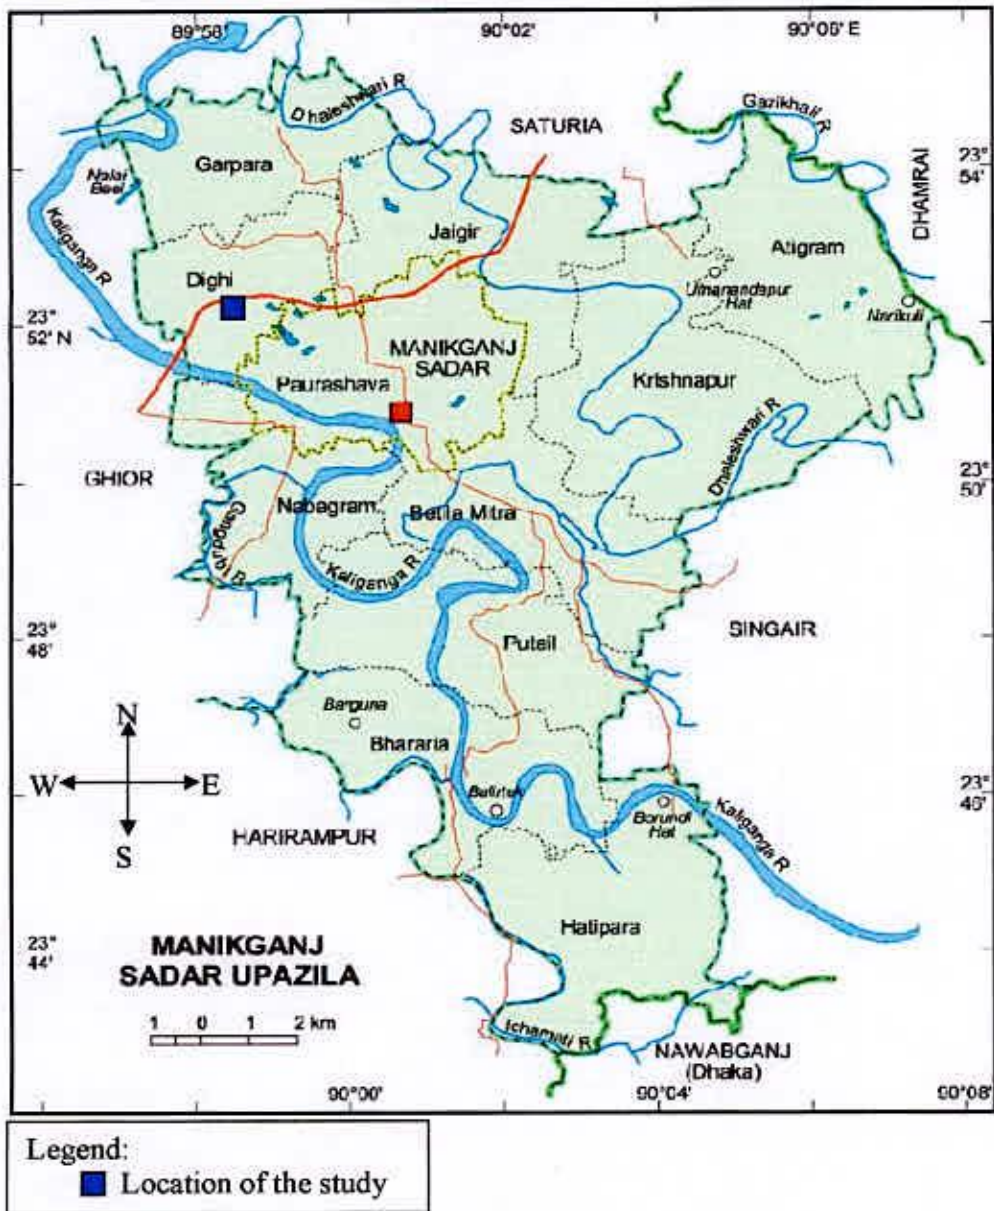 89°58'
90°02'
90°06' E
Dhaleshwari R
Gazikhali R
SATURIA
23°
54'
Garpara
Nalai
Beel
DHAMRAI
Kaliganga R
Jaigir
Atigram
Dighi
Umanandapur
Hat
Narikuli
23°
52' N
MANIKGANJ
SADAR
Paurashava
Krishnapur
Dhaleshwari R
GHIOR
23°
50'
Nabagram
Betila Mitra
Kaliganga R
23°
48'
SINGAIR
Putail
N
Barguna
Bhararia
W
E
23°
46'
S
HARIRAMPUR
Balirtek
Barundi
Hat
Kaliganga R
Hatipara
23°
44'
MANIKGANJ
SADAR UPAZILA
1 0 1 2 km
Ichamati R
NAWABGANJ
(Dhaka)
90°00'
90°04'
90°08'
Legend:
Location of the study